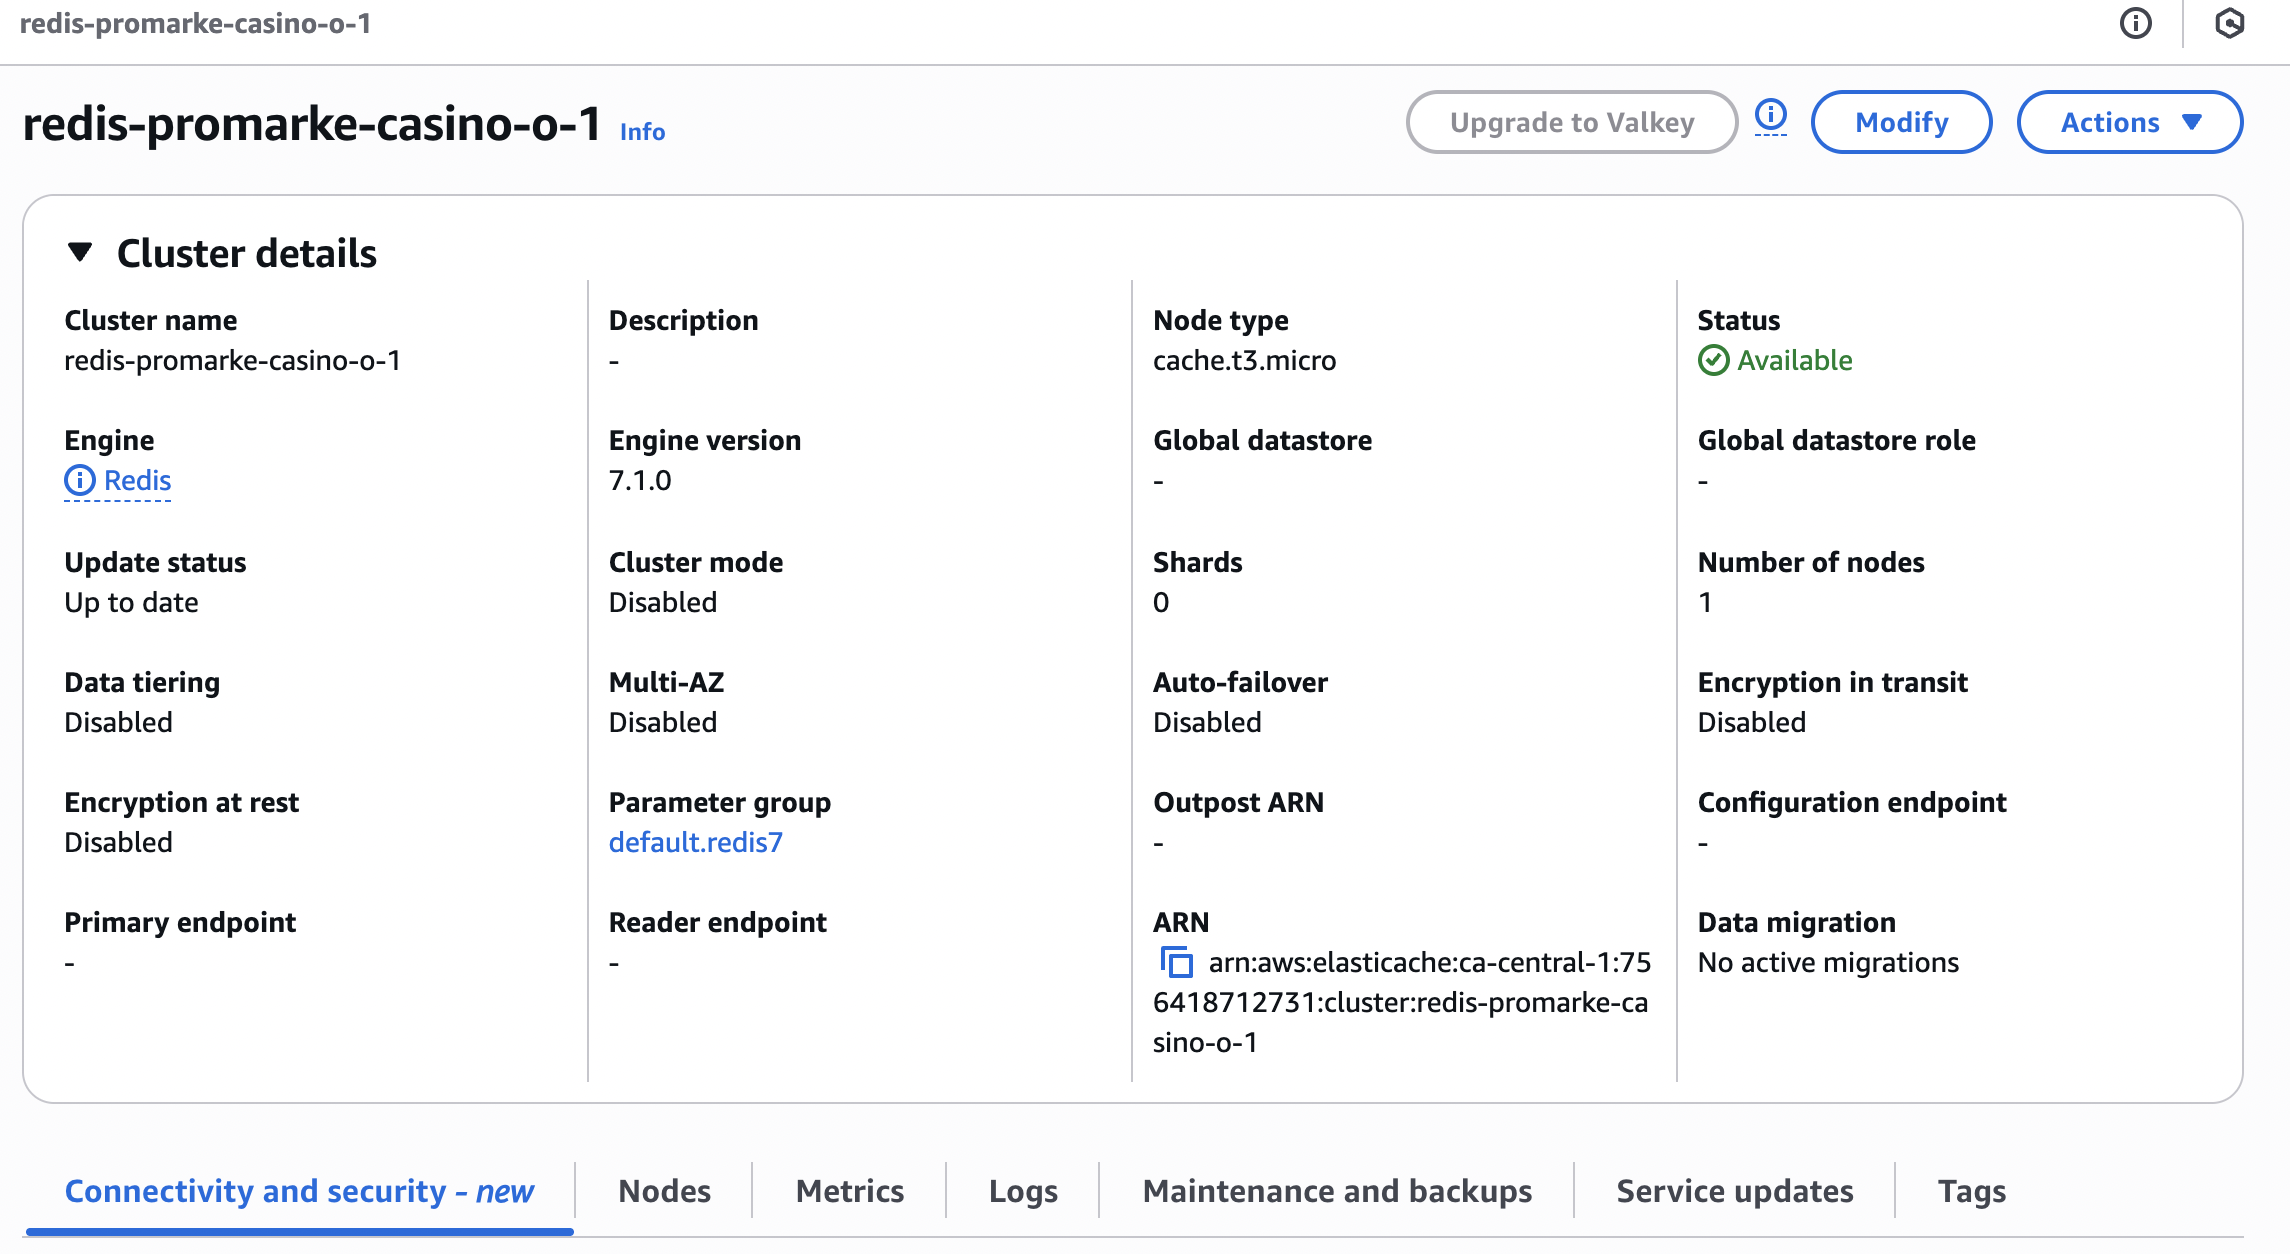 redis-promarke-casino-o-1
redis-promarke-casino-o-1 Info
Upgrade to Valkey
Modify
Actions
Cluster details
Cluster name
redis-promarke-casino-o-1
Description
-
Node type
cache.t3.micro
Status
Available
Engine
Redis
Engine version
7.1.0
Global datastore
-
Global datastore role
-
Update status
Up to date
Cluster mode
Disabled
Shards
0
Number of nodes
1
Data tiering
Disabled
Multi-AZ
Disabled
Auto-failover
Disabled
Encryption in transit
Disabled
Encryption at rest
Disabled
Parameter group
default.redis7
Outpost ARN
-
Configuration endpoint
-
Primary endpoint
-
Reader endpoint
-
ARN
arn:aws:elasticache:ca-central-1:75
6418712731:cluster:redis-promarke-ca
sino-o-1
Data migration
No active migrations
Connectivity and security - new
Nodes
Metrics
Logs
Maintenance and backups
Service updates
Tags